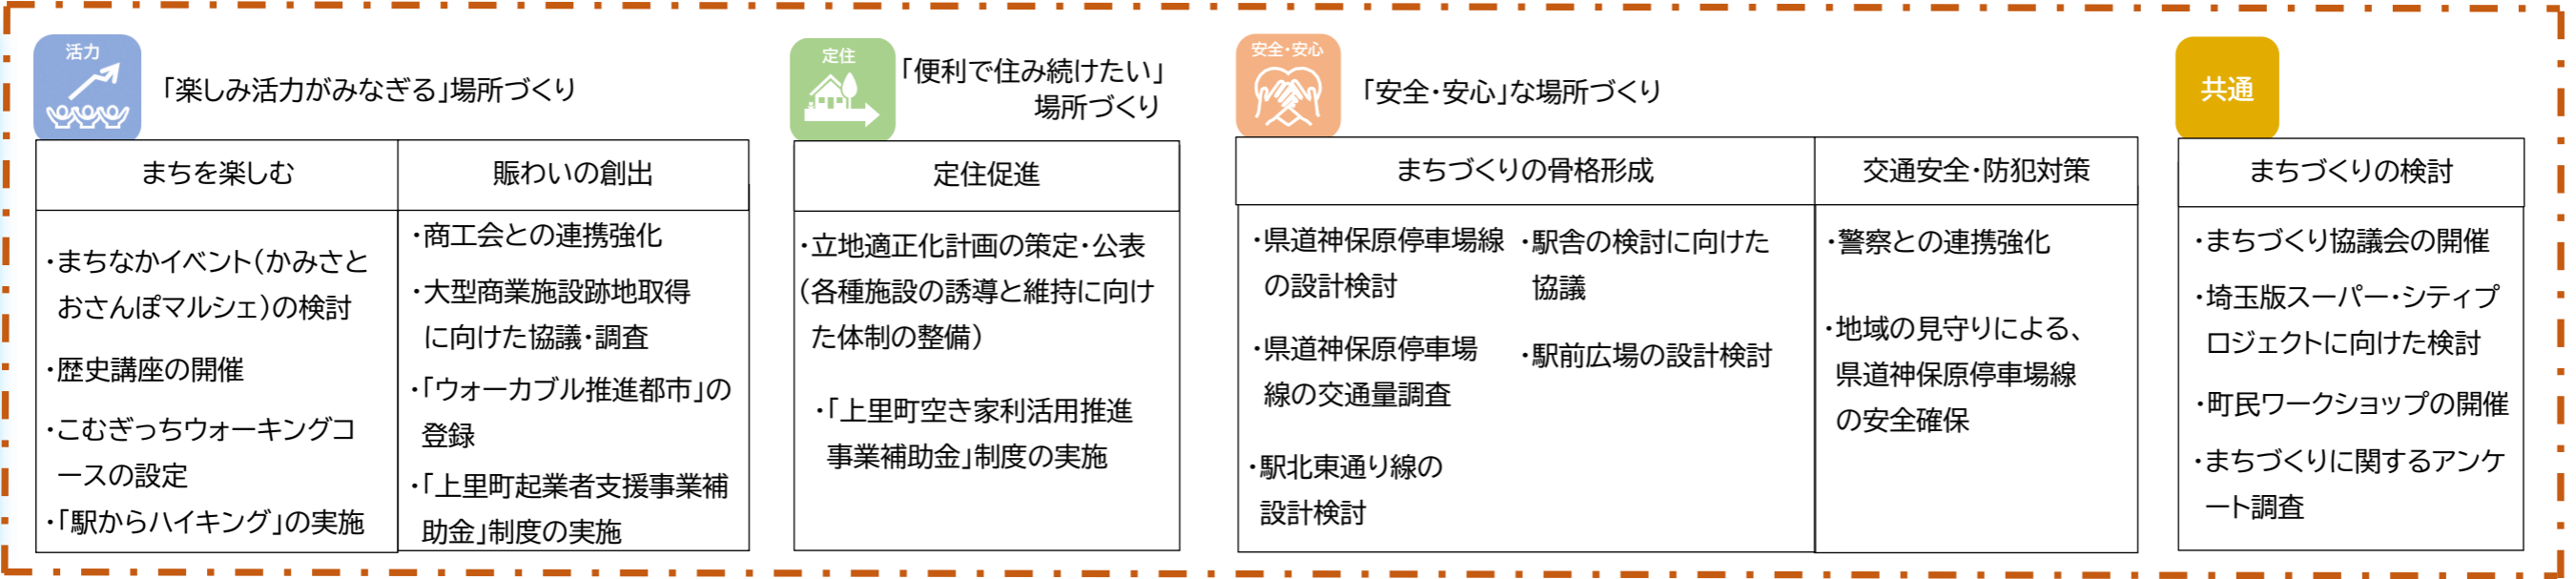 活力
「楽しみ活力がみなぎる」場所づくり
まちを楽しむ
・まちなかイベント(かみさと
おさんぽマルシェ)の検討
・歴史講座の開催
・こむぎっちウォーキングコ
ースの設定
・「駅からハイキング」の実施
賑わいの創出
・商工会との連携強化
・大型商業施設跡地取得
に向けた協議・調査
・「ウォーカブル推進都市」の
登録
・「上里町起業者支援事業補
助金」制度の実施
定住
「便利で住み続けたい」
場所づくり
定住促進
・立地適正化計画の策定・公表
(各種施設の誘導と維持に向け
た体制の整備)
・「上里町空き家利活用推進
事業補助金」制度の実施
安全・安心
「安全・安心」な場所づくり
まちづくりの骨格形成
・県道神保原停車場線
の設計検討
・県道神保原停車場
線の交通量調査
・駅北東通り線の
設計検討
・駅舎の検討に向けた
協議
・駅前広場の設計検討
交通安全・防犯対策
・警察との連携強化
・地域の見守りによる、
県道神保原停車場線
の安全確保
共通
まちづくりの検討
・まちづくり協議会の開催
・埼玉版スーパー・シティプ
ロジェクトに向けた検討
・町民ワークショップの開催
・まちづくりに関するアンケ
ート調査